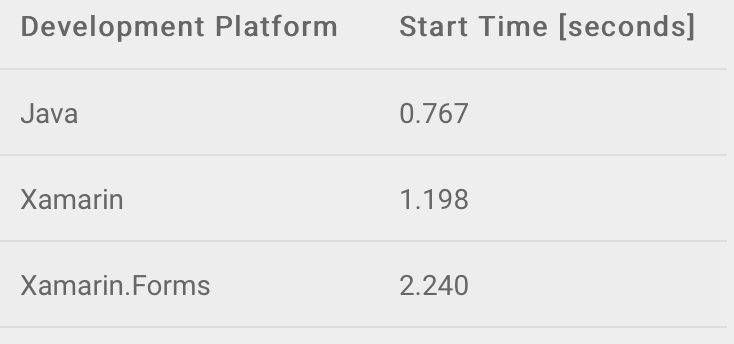 Development Platform Start Time [seconds]
Java 0.767
Xamarin 1.198
Xamarin.Forms 2.240